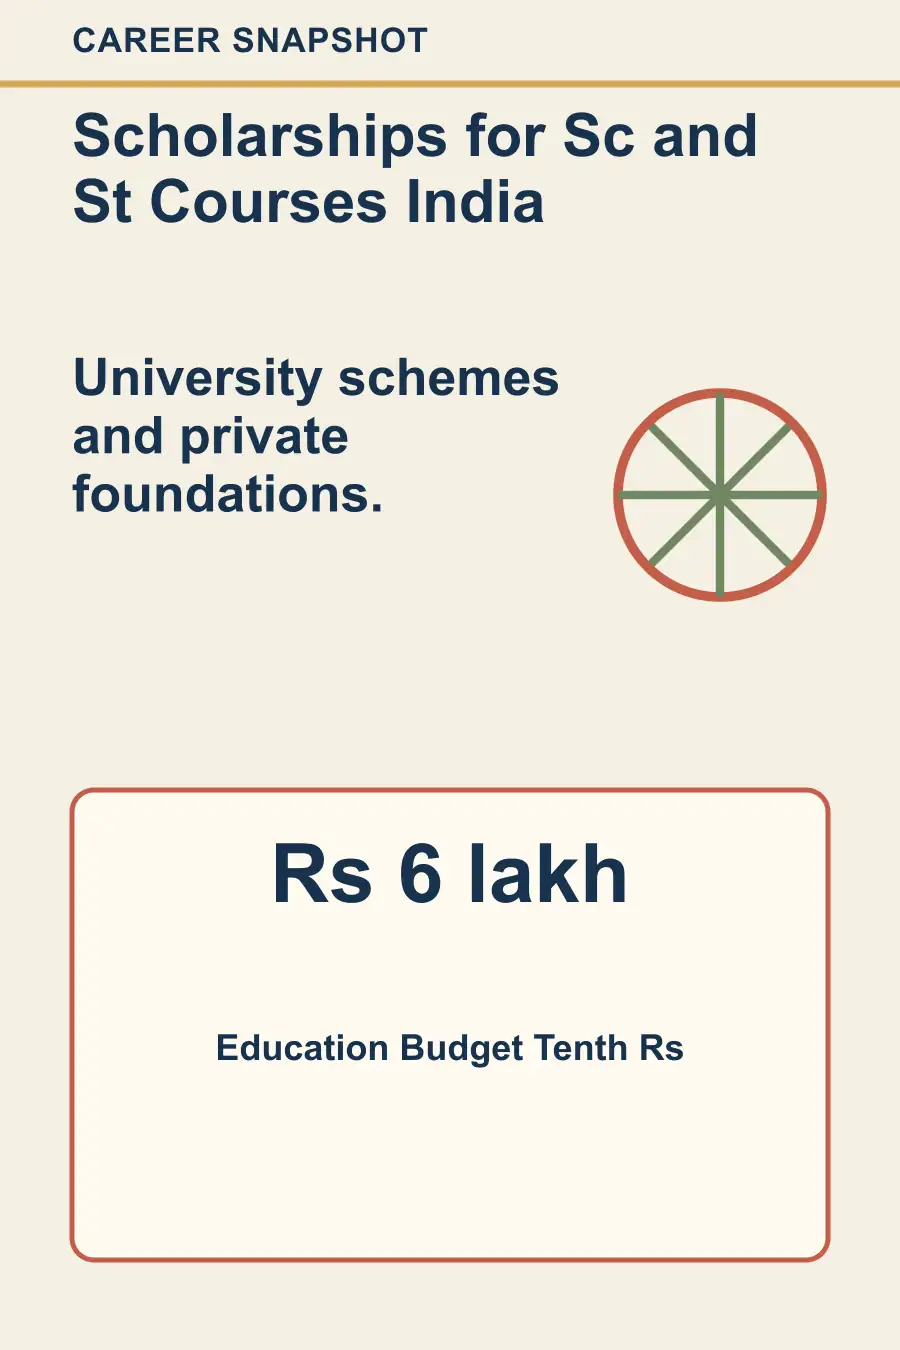 CAREER SNAPSHOT
Scholarships for Sc and
St Courses India
University schemes
and private
foundations.
Rs 6 lakh
Education Budget Tenth Rs